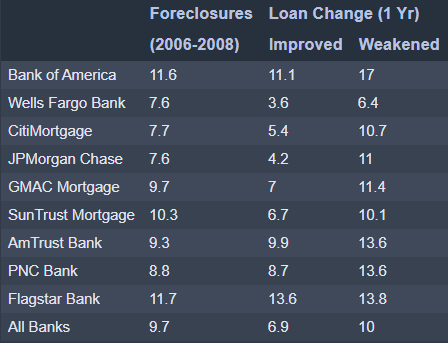 Foreclosures Loan Change (1 Yr)
(2006-2008) Improved Weakened
Bank of America 11.6 11.1 17
Wells Fargo Bank 7.6 3.6 6.4
CitiMortgage 7.7 5.4 10.7
JPMorgan Chase 7.6 4.2 11
GMAC Mortgage 9.7 7 11.4
SunTrust Mortgage 10.3 6.7 10.1
AmTrust Bank 9.3 9.9 13.6
PNC Bank 8.8 8.7 13.6
Flagstar Bank 11.7 13.6 13.8
All Banks 9.7 6.9 10